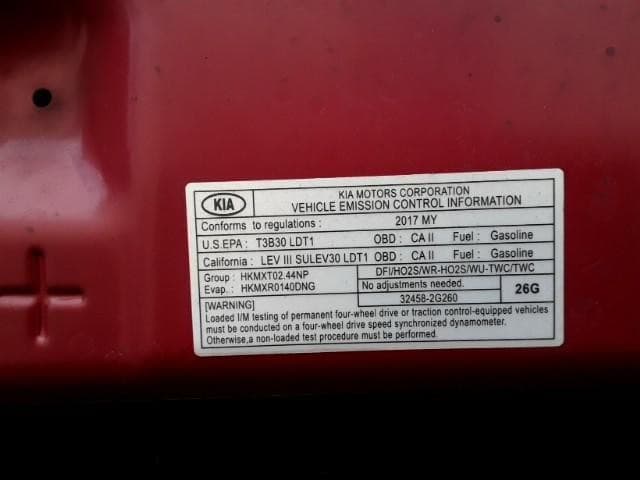 KIA
KIA MOTORS CORPORATION
VEHICLE EMISSION CONTROL INFORMATION
Conforms to regulations : 2017 MY
U.S.EPA : T3B30 LDT1 OBD : CA II Fuel : Gasoline
California : LEV III SULEV30 LDT1 OBD : CA II Fuel : Gasoline
Group : HKMXT02.44NP DFI/HO2S/WR-HO2S/WU-TWC/TWC
Evap. : HKMXR0140DNG No adjustments needed. 26G
32458-2G260
[WARNING]
Loaded I/M testing of permanent four-wheel drive or traction control-equipped vehicles
must be conducted on a four-wheel drive speed synchronized dynamometer.
Otherwise,a non-loaded test procedure must be performed.